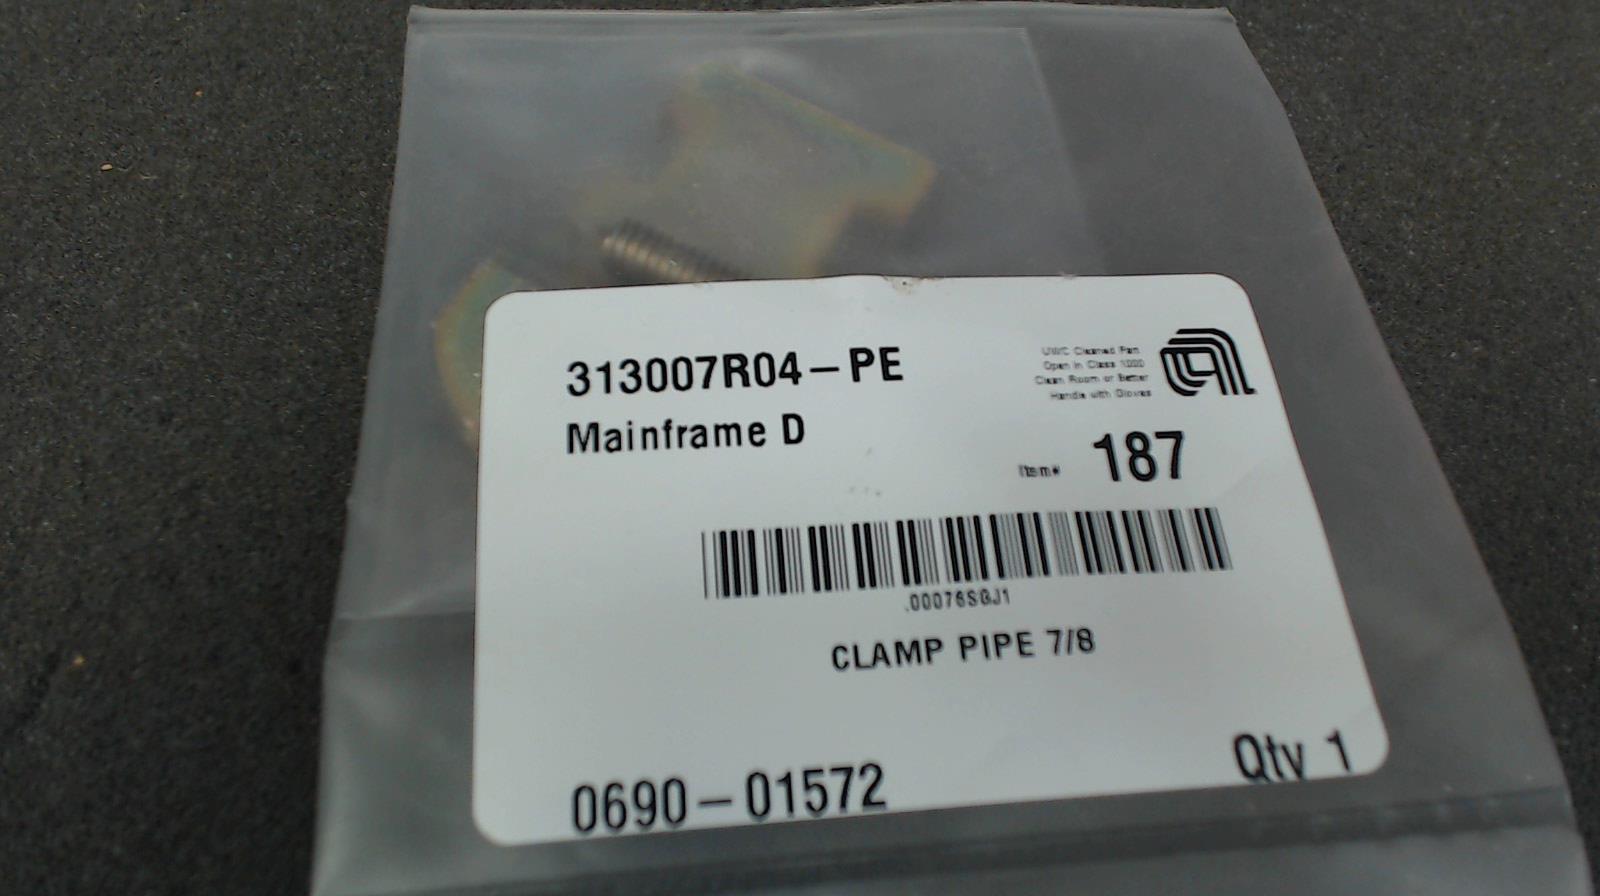 313007R04-PE
UWC Cleaned Part
Open in Class 1000
Clean Room or Better
Handle with Gloves
Mainframe D
Item# 187
.00076SGJ1
CLAMP PIPE 7/8
0690-01572
Qty 1